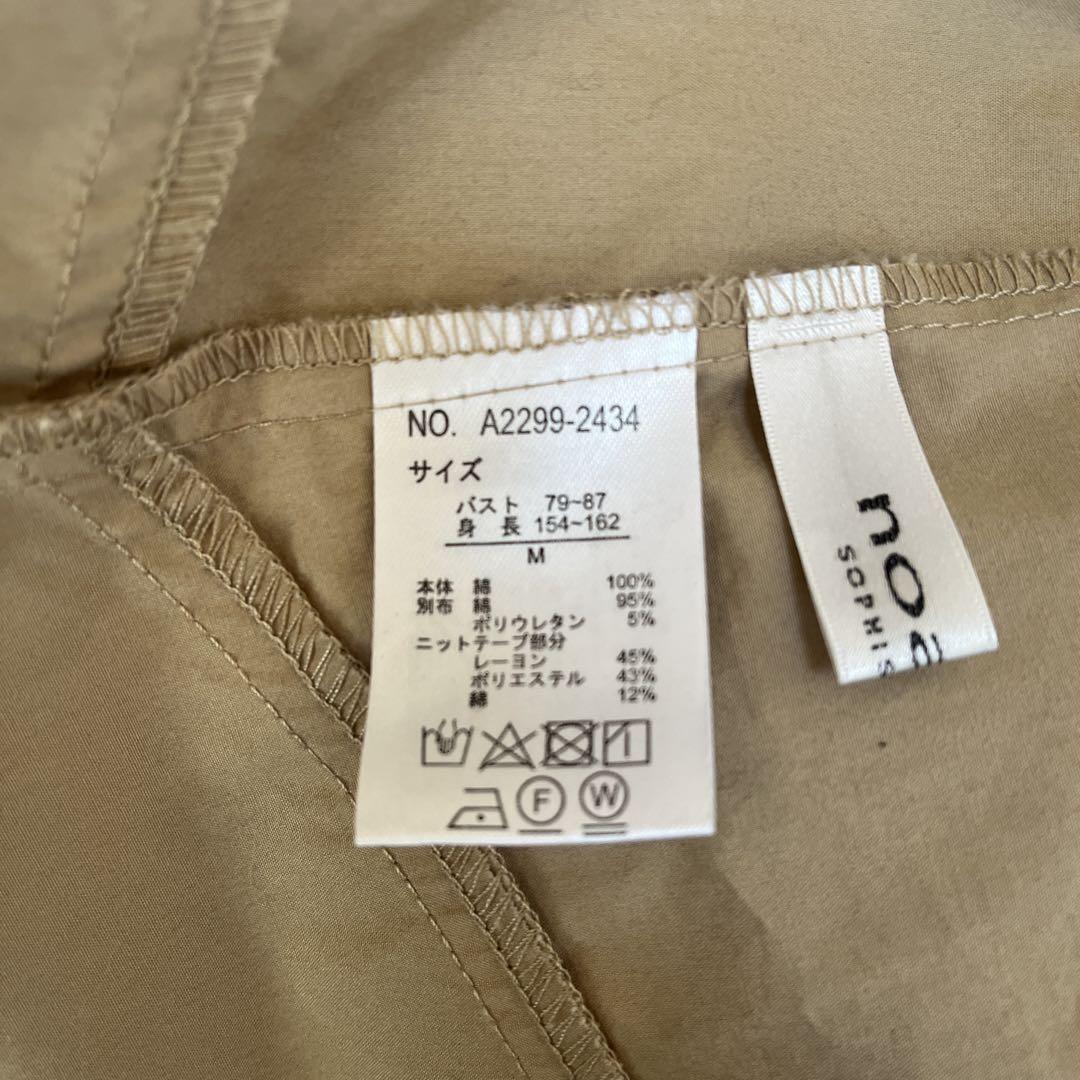 NO. A2299-2434
サイズ
バスト 79~87
身 長 154~162
M
本体 綿 100%
別布 綿 95%
ポリウレタン 5%
ニットテープ部分
レーヨン 45%
ポリエステル 43%
綿 12%
F W
no
SOPHIS